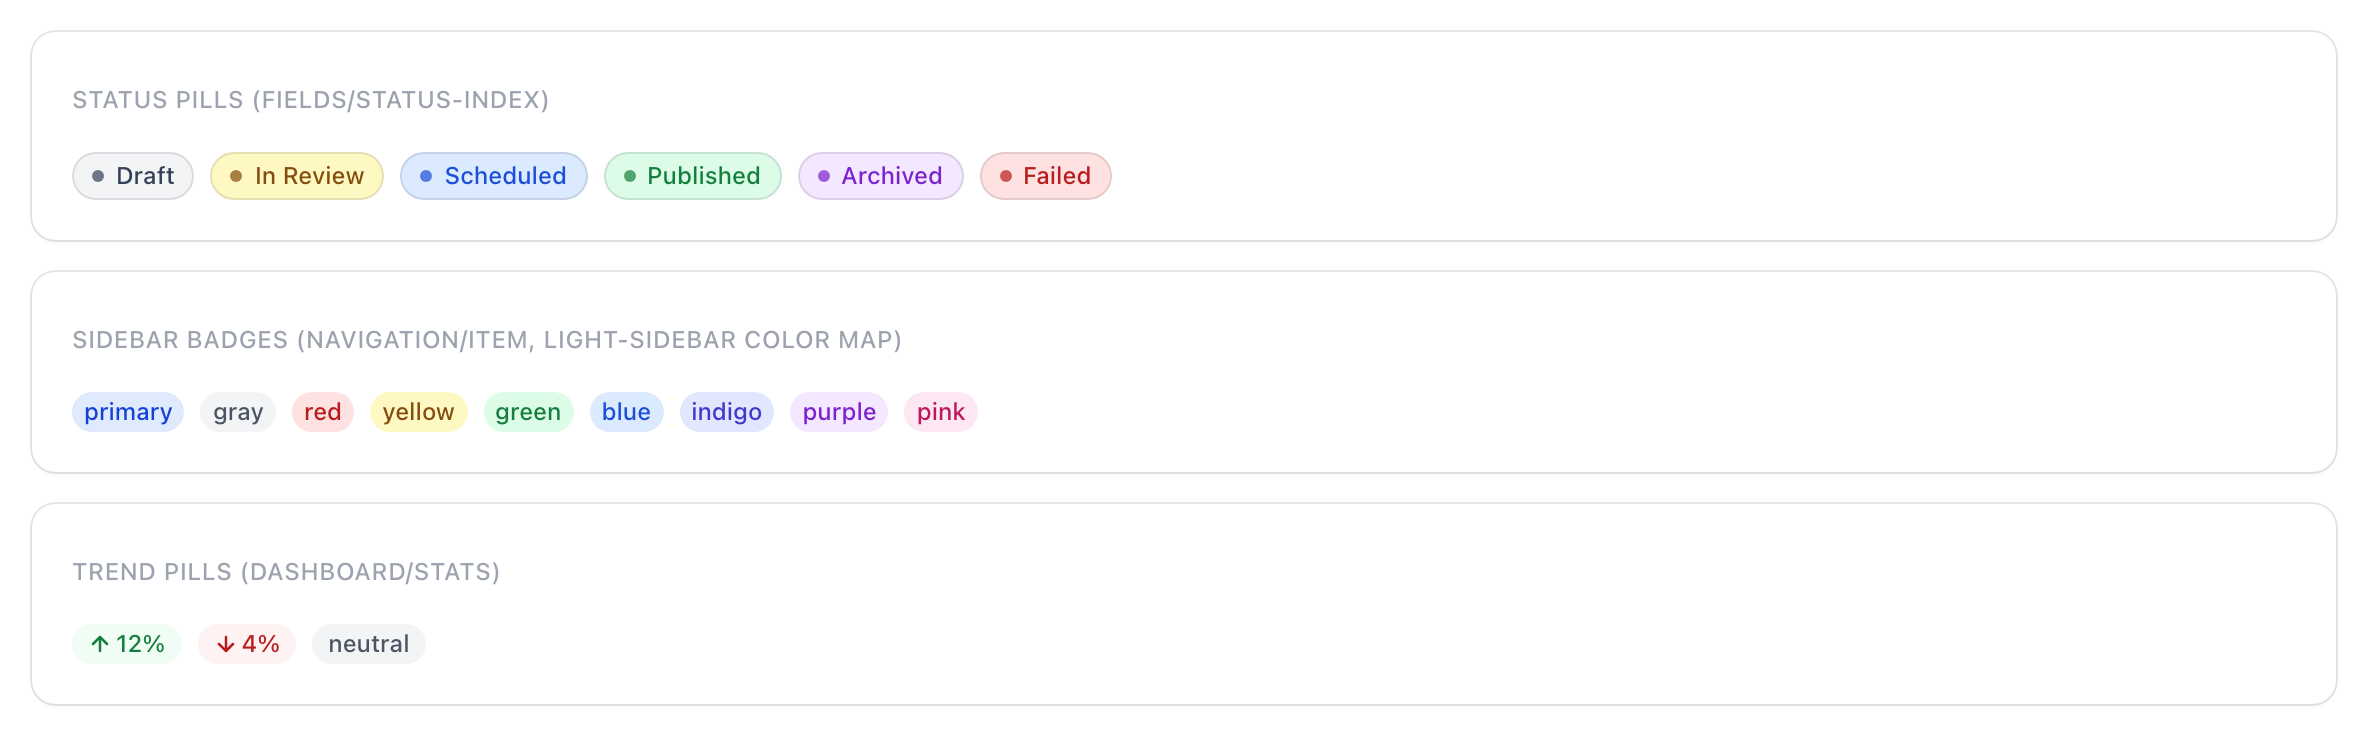 STATUS PILLS (FIELDS/STATUS-INDEX)
Draft In Review Scheduled Published Archived Failed
SIDEBAR BADGES (NAVIGATION/ITEM, LIGHT-SIDEBAR COLOR MAP)
primary gray red yellow green blue indigo purple pink
TREND PILLS (DASHBOARD/STATS)
↑ 12% ↓ 4% neutral